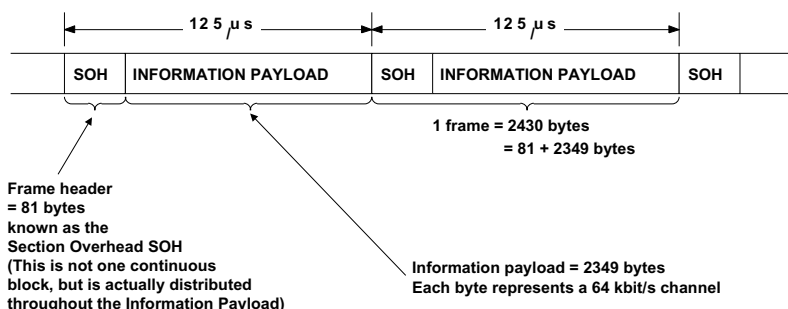 12 5 µ s 12 5 µ s
SOH INFORMATION PAYLOAD SOH INFORMATION PAYLOAD SOH
1 frame = 2430 bytes
= 81 + 2349 bytes
Frame header
= 81 bytes
known as the
Section Overhead SOH
(This is not one continuous
block, but is actually distributed
throughout the Information Payload)
Information payload = 2349 bytes
Each byte represents a 64 kbit/s channel